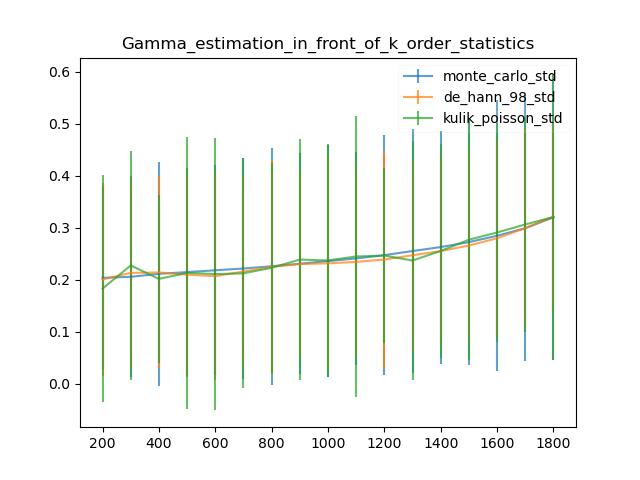 Gamma_estimation_in_front_of_k_order_statistics
monte_carlo_std
de_hann_98_std
kulik_poisson_std
0.6
0.5
0.4
0.3
0.2
0.1
0.0
200 400 600 800 1000 1200 1400 1600 1800